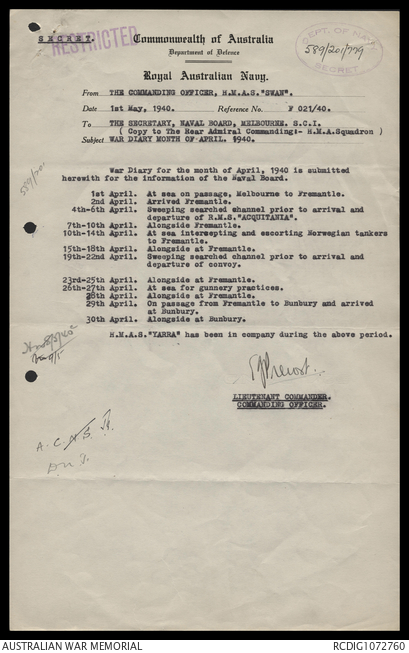 SECRET.
RESTRICTED
Commonwealth of Australia
Department of Defence
DEPT. OF NAVY
589/201/779
SECRET
Royal Australian Navy.
From THE COMMANDING OFFICER, H.M.A.S."SWAN".
Date 1st May, 1940. Reference No. F 021/40.
To THE SECRETARY, NAVAL BOARD, MELBOURNE, S.C.I.
( Copy to The Rear Admiral Commanding:- H.M.A.Squadron )
Subject WAR DIARY MONTH OF APRIL 1940.
589/201
War Diary for the month of April, 1940 is submitted
herewith for the information of the Naval Board.
1st April. At sea on passage, Melbourne to Fremantle.
2nd April. Arrived Fremantle.
4th-6th April. Sweeping searched channel prior to arrival and
departure of R.M.S."ACQUITANIA".
7th-10th April. Alongside Fremantle.
10th-14th April. At sea intersepting and escorting Norwegian tankers
to Fremantle.
15th-18th April. Alongside at Fremantle.
19th-22nd April. Sweeping searched channel prior to arrival and
departure of convoy.
23rd-25th April. Alongside at Fremantle.
26th-27th April. At sea for gunnery practices.
28th April. Alongside at Fremantle.
29th April. On passage from Fremantle to Bunbury and arrived
at Bunbury.
30th April. Alongside at Bunbury.
H.M.A.S."YARRA" has been in company during the above period.
LIEUTENANT COMMANDER.
COMMANDING OFFICER.
A.C.N.B.
AUSTRALIAN WAR MEMORIAL
RCDIG1072760